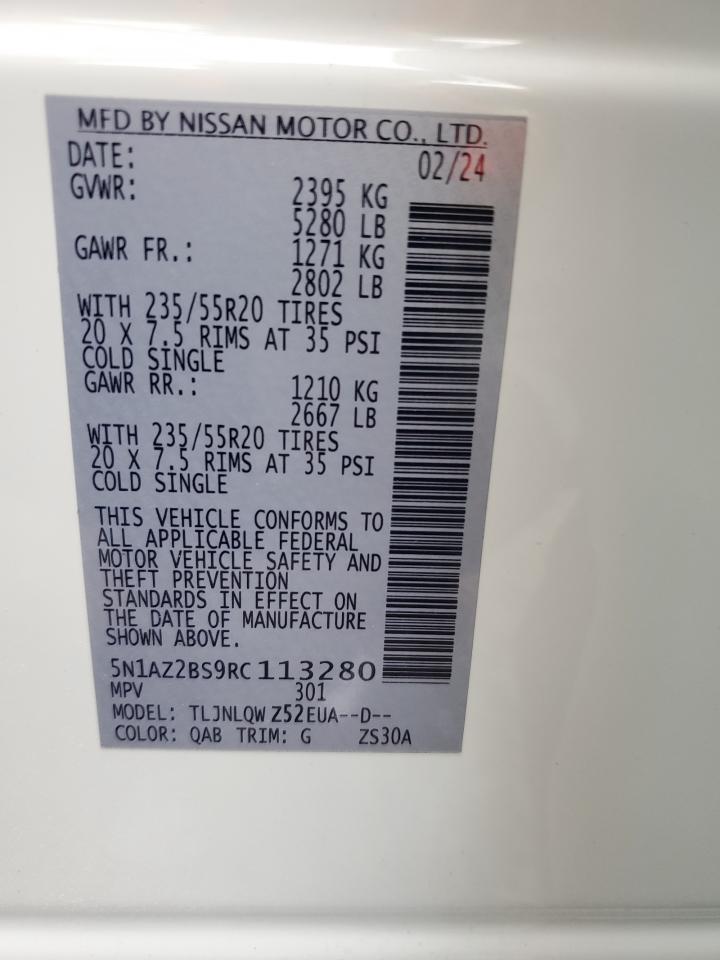 MFD BY NISSAN MOTOR CO., LTD.
DATE: 02/24
GVWR: 2395 KG
5280 LB
GAWR FR.: 1271 KG
2802 LB
WITH 235/55R20 TIRES
20 X 7.5 RIMS AT 35 PSI
COLD SINGLE
GAWR RR.: 1210 KG
2667 LB
WITH 235/55R20 TIRES
20 X 7.5 RIMS AT 35 PSI
COLD SINGLE
THIS VEHICLE CONFORMS TO
ALL APPLICABLE FEDERAL
MOTOR VEHICLE SAFETY AND
THEFT PREVENTION
STANDARDS IN EFFECT ON
THE DATE OF MANUFACTURE
SHOWN ABOVE.
5N1AZ2BS9RC113280
MPV 301
MODEL: TLJNLQW Z52EUA--D--
COLOR: QAB TRIM: G ZS30A